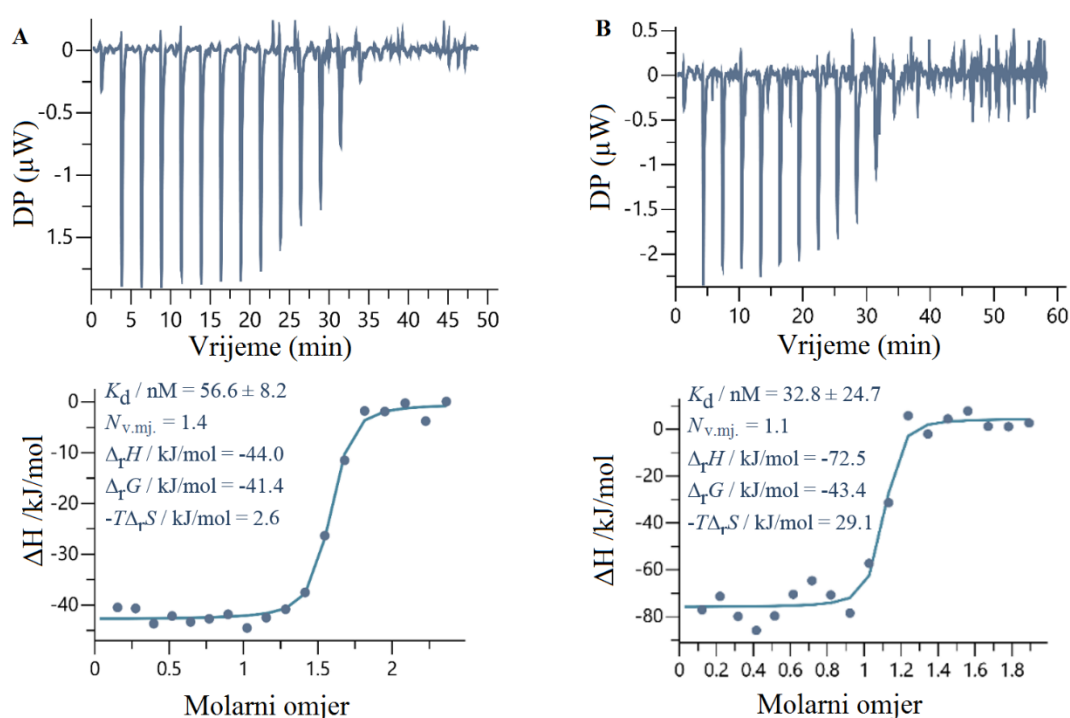 A
DP (µW)
0
-0.5
-1
1.5
0 5 10 15 20 25 30 35 40 45 50
Vrijeme (min)
B
DP (µW)
0.5
0
-0.5
-1
-1.5
-2
0 10 20 30 40 50 60
Vrijeme (min)
ΔH /kJ/mol
0
-10
-20
-30
-40
Kd / nM = 56.6 ± 8.2
Nv.mj. = 1.4
ΔrH / kJ/mol = -44.0
ΔrG / kJ/mol = -41.4
-TΔrS / kJ/mol = 2.6
0 0.5 1 1.5 2
Molarni omjer
ΔH /kJ/mol
0
-20
-40
-60
-80
Kd / nM = 32.8 ± 24.7
Nv.mj. = 1.1
ΔrH / kJ/mol = -72.5
ΔrG / kJ/mol = -43.4
-TΔrS / kJ/mol = 29.1
0 0.2 0.4 0.6 0.8 1 1.2 1.4 1.6 1.8
Molarni omjer